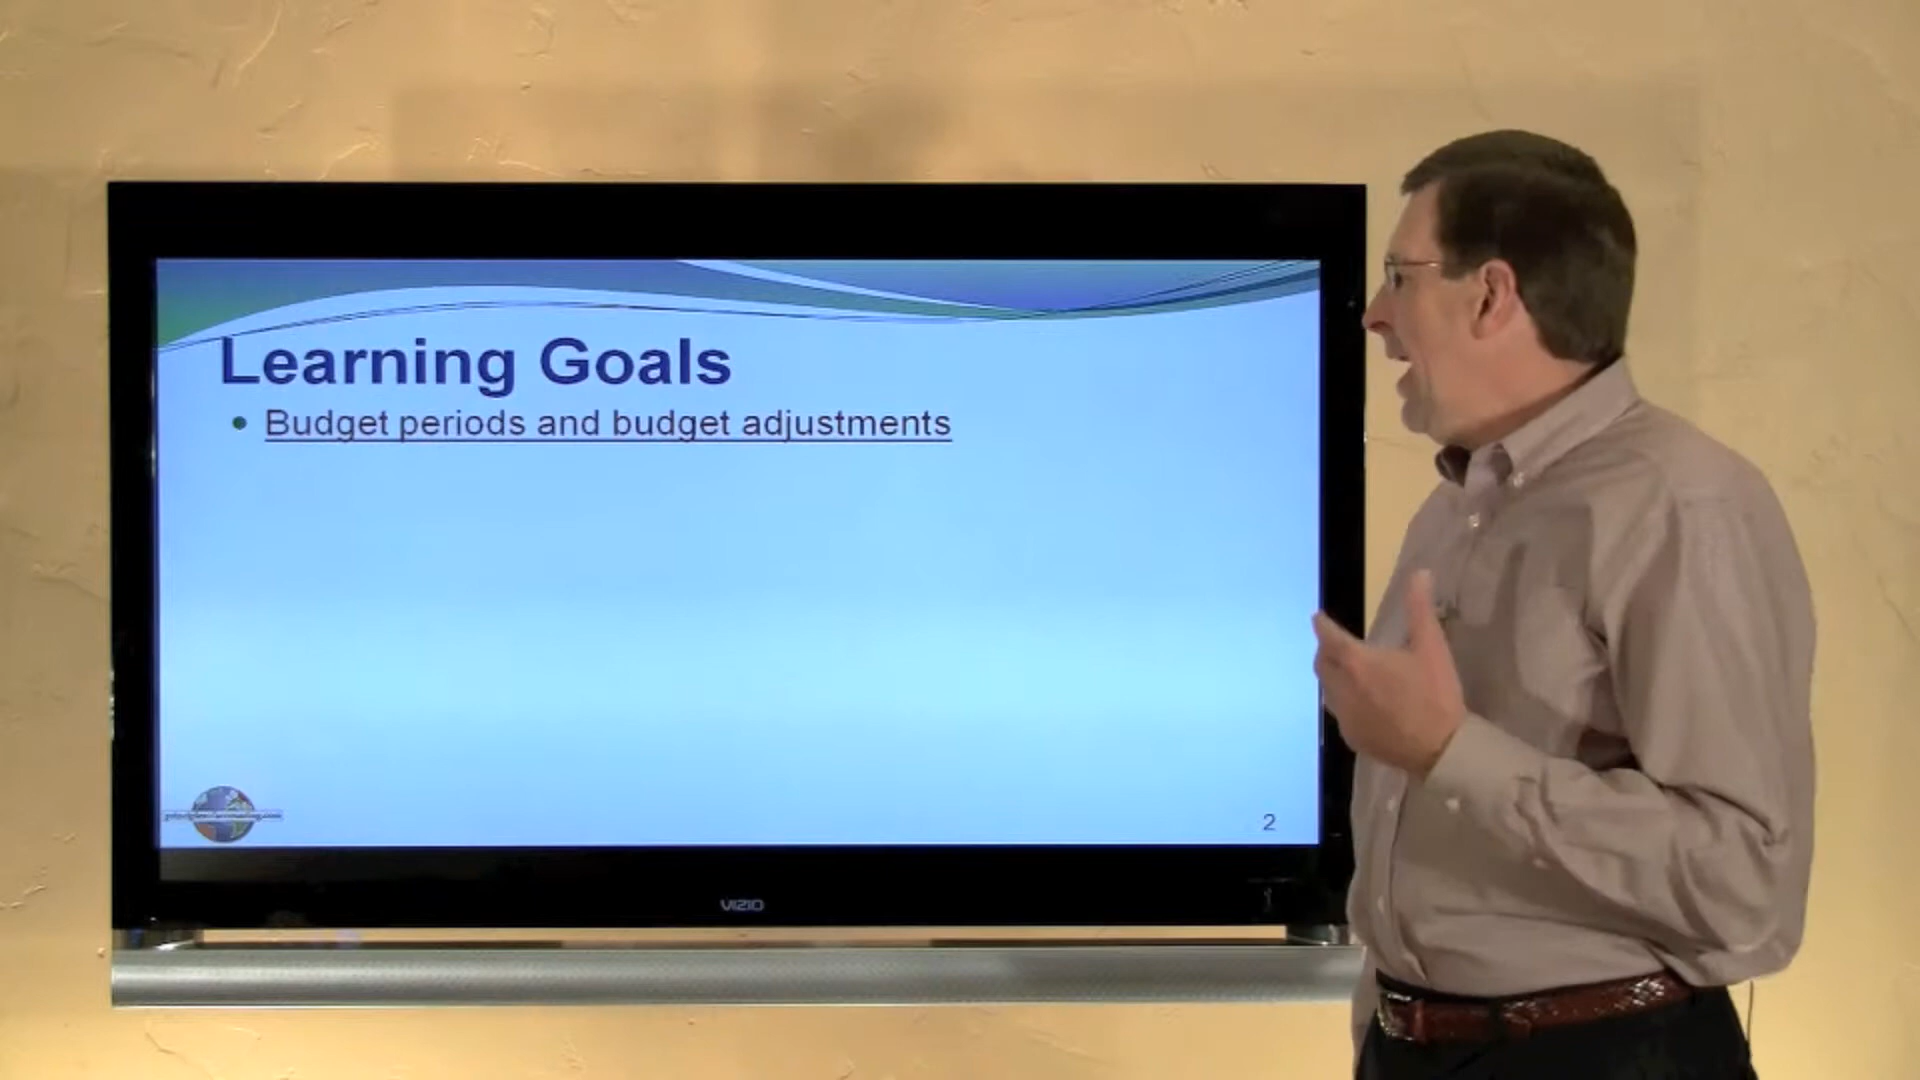 Learning Goals
• Budget periods and budget adjustments
2
VIZIO